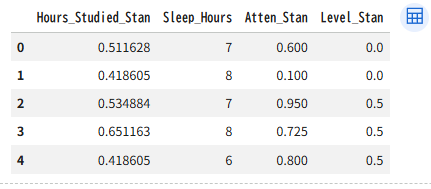 Hours_Studied_Stan Sleep_Hours Atten_Stan Level_Stan
0 0.511628 7 0.600 0.0
1 0.418605 8 0.100 0.0
2 0.534884 7 0.950 0.5
3 0.651163 8 0.725 0.5
4 0.418605 6 0.800 0.5